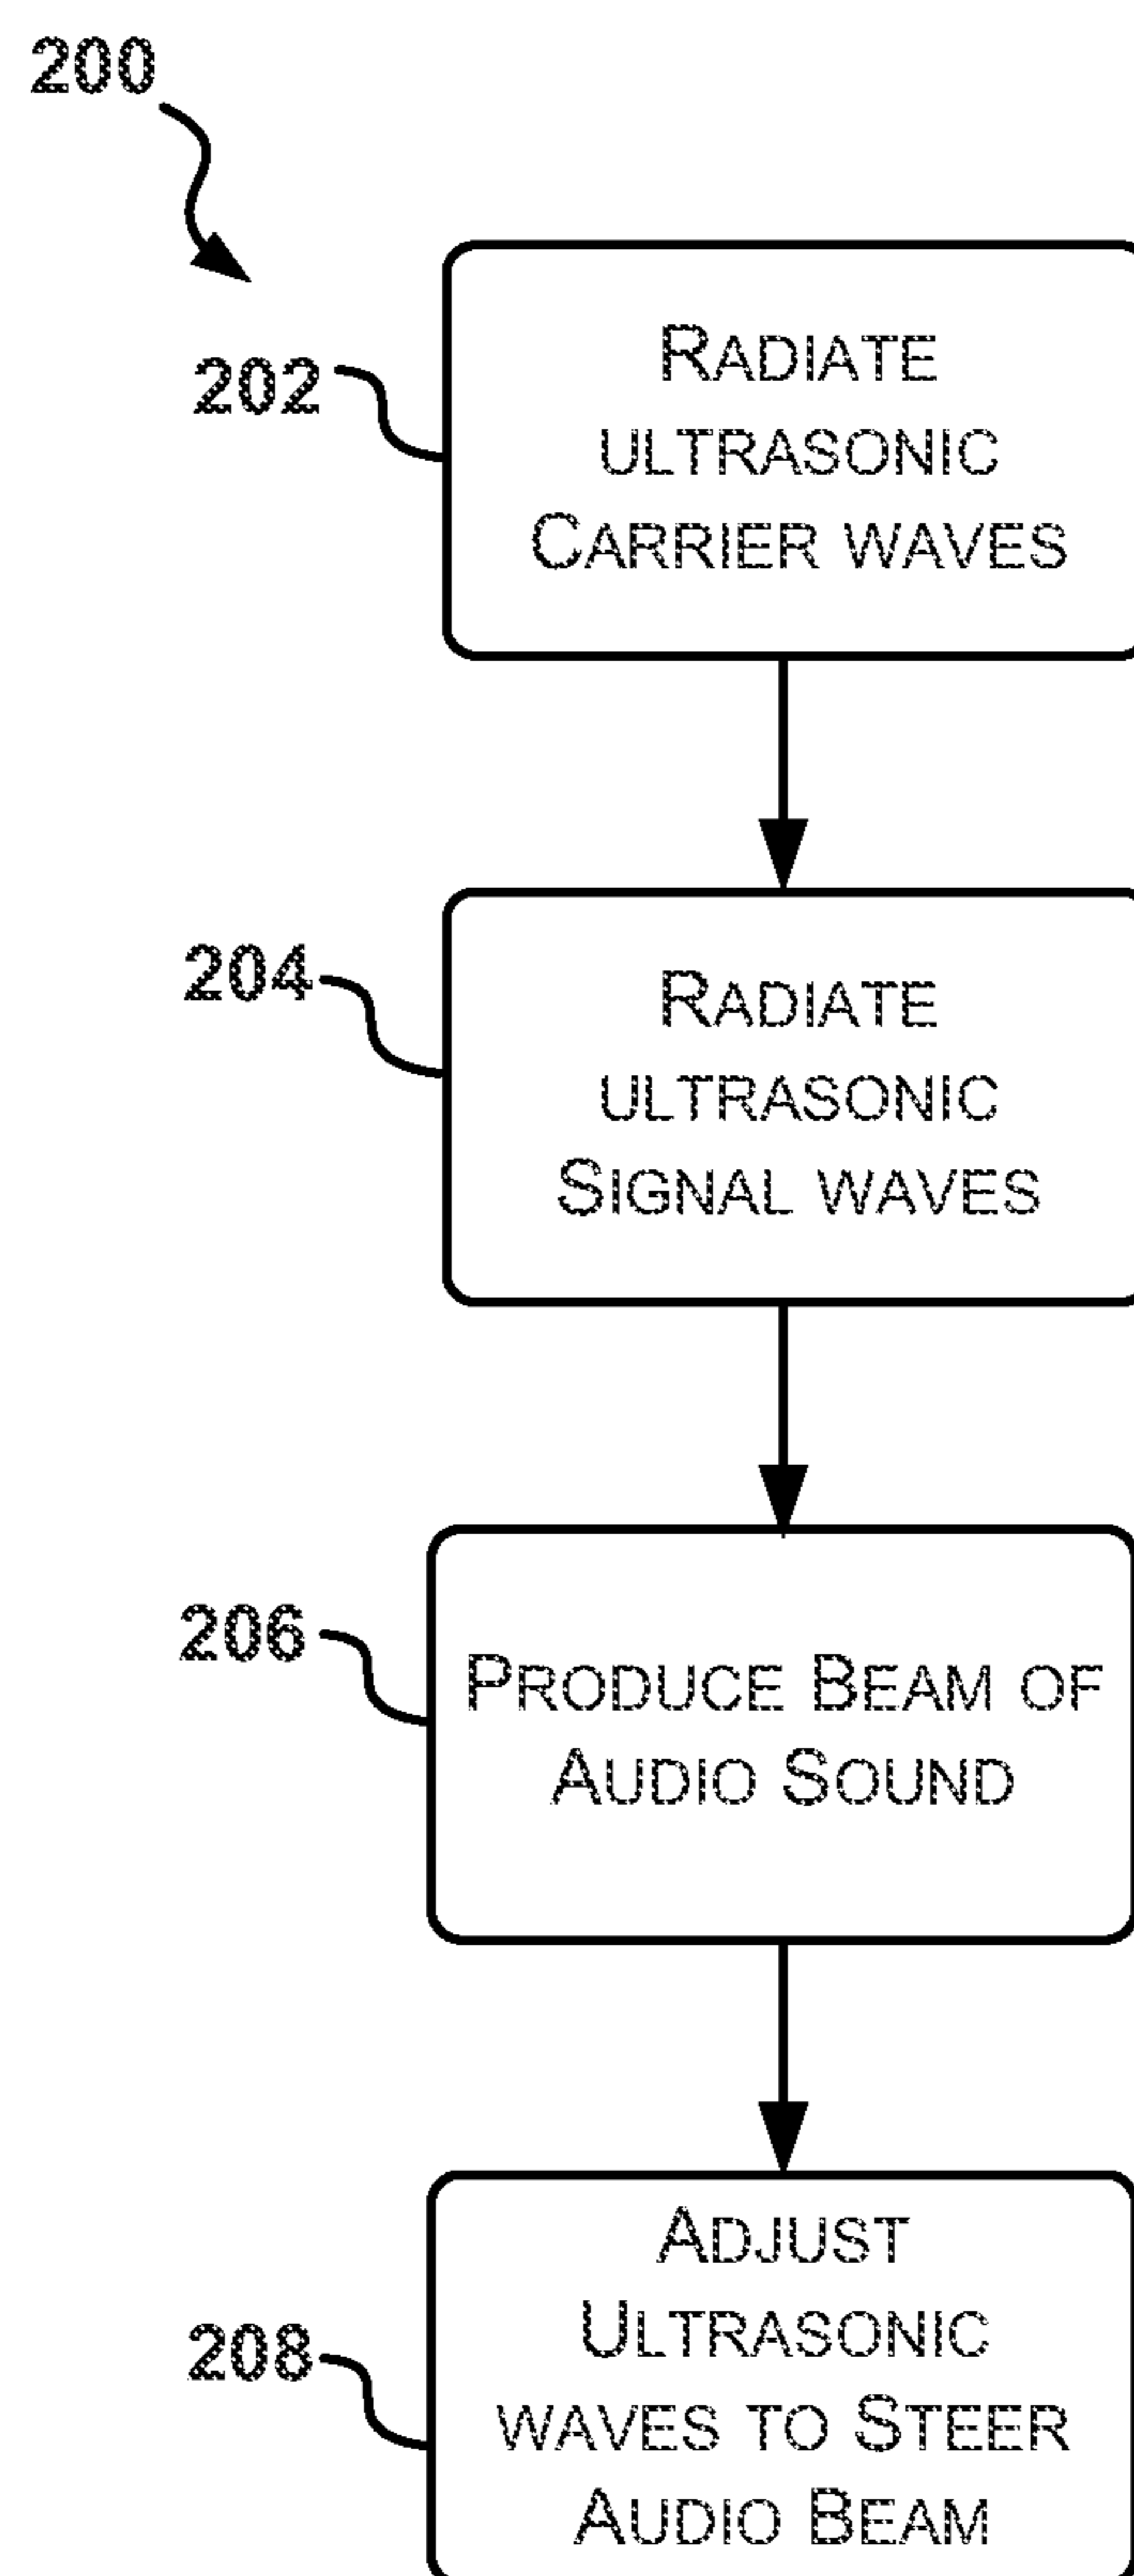 200
202
RADIATE
ULTRASONIC
CARRIER WAVES
204
RADIATE
ULTRASONIC
SIGNAL WAVES
206
PRODUCE BEAM OF
AUDIO SOUND
208
ADJUST
ULTRASONIC
WAVES TO STEER
AUDIO BEAM